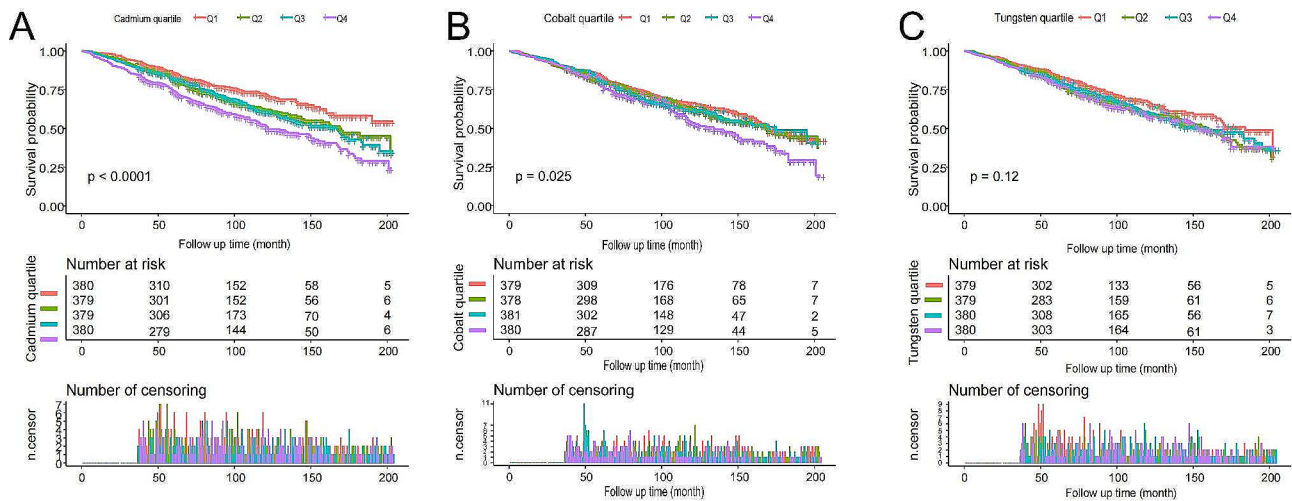 A
Cadmium quartile Q1 Q2 Q3 Q4
Survival probability
1.00
0.75
0.50
0.25
0.00
p < 0.0001
0 50 100 150 200
Follow up time (month)
Number at risk
Cadmium quartile
380 310 152 58 5
379 301 152 56 6
379 306 173 70 4
380 279 144 50 6
0 50 100 150 200
Follow up time (month)
Number of censoring
n.censor
0 50 100 150 200
Follow up time (month)
B
Cobalt quartile Q1 Q2 Q3 Q4
Survival probability
1.00
0.75
0.50
0.25
0.00
p = 0.025
0 50 100 150 200
Follow up time (month)
Number at risk
Cobalt quartile
379 309 176 78 7
378 298 168 65 7
381 302 148 47 2
380 287 129 44 5
0 50 100 150 200
Follow up time (month)
Number of censoring
n.censor
11
0 50 100 150 200
Follow up time (month)
C
Tungsten quartile Q1 Q2 Q3 Q4
Survival probability
1.00
0.75
0.50
0.25
0.00
p = 0.12
0 50 100 150 200
Follow up time (month)
Number at risk
Tungsten quartile
379 302 133 56 5
379 283 159 61 6
380 308 165 56 7
380 303 164 61 3
0 50 100 150 200
Follow up time (month)
Number of censoring
n.censor
0 50 100 150 200
Follow up time (month)